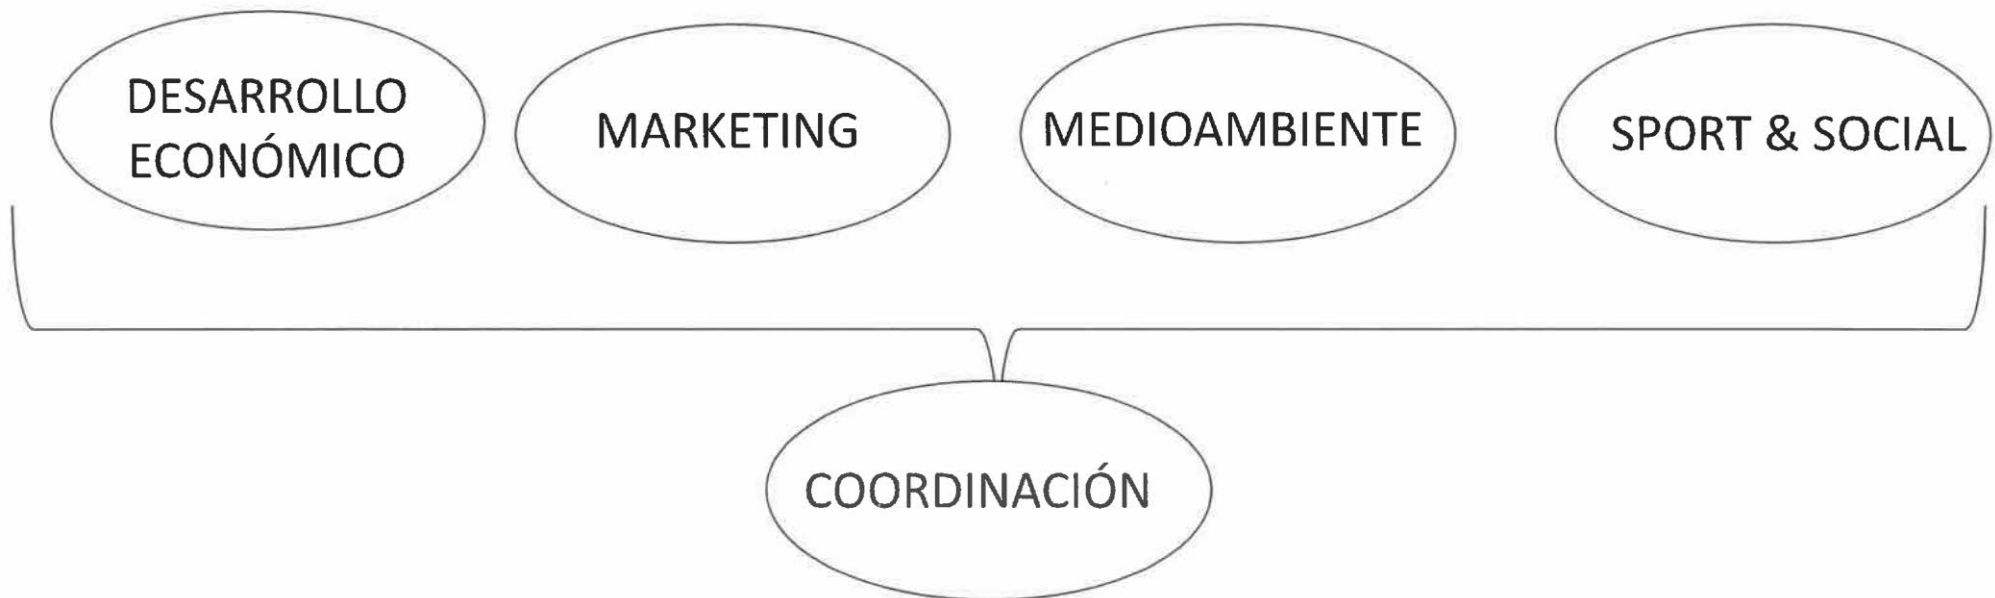 DESARROLLO
ECONÓMICO
MARKETING
MEDIOAMBIENTE
SPORT & SOCIAL
COORDINACIÓN